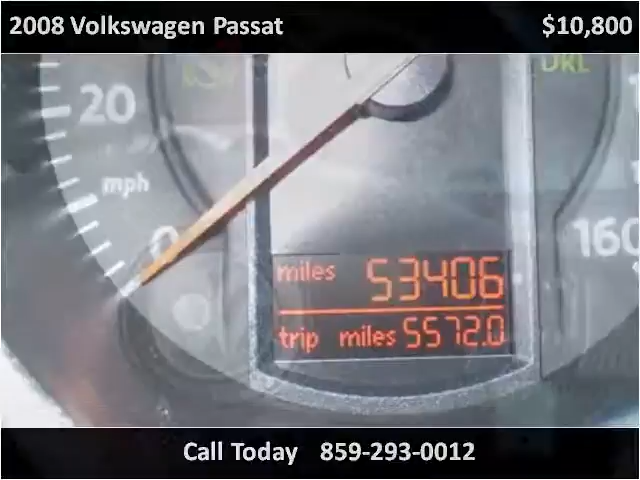 2008 Volkswagen Passat $10,800
DRL
20
mph
0
160
miles 53406
trip miles 5572.0
Call Today 859-293-0012